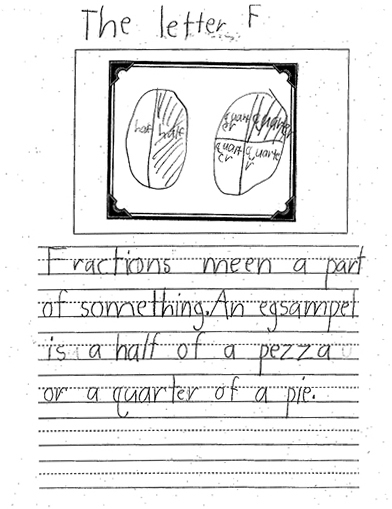 The letter F
half half
quarter quarter
quarter quarter
Fractions meen a part
of sometthing. An egsampel
is a half of a pezza
or a quarter of a pie.